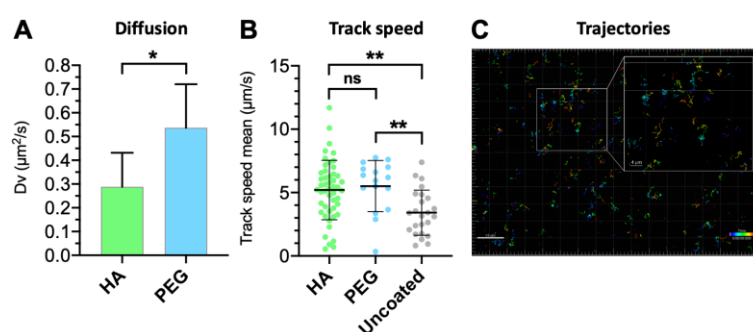 A
Diffusion
*
Dv (μm²/s)
0.8
0.7
0.6
0.5
0.4
0.3
0.2
0.1
0.0
HA
PEG
B
Track speed
**
ns
**
Track speed mean (μm/s)
15
10
5
0
HA
PEG
Uncoated
C
Trajectories
4 μm